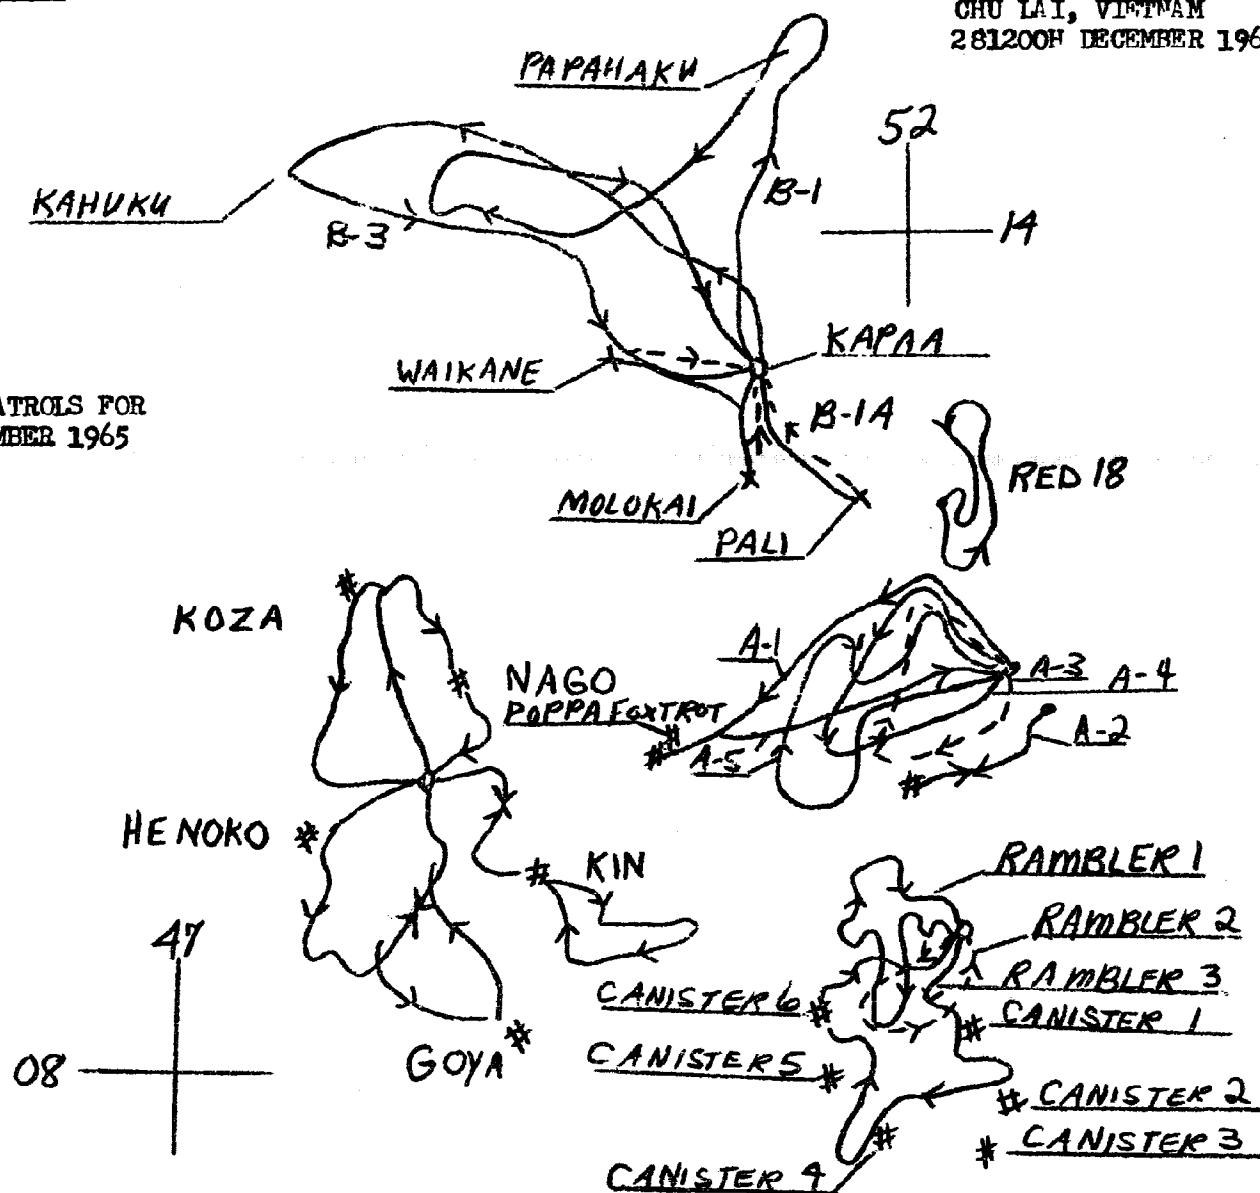 CHU LAI, VIETNAM
281200H DECEMBER 196
PAPAHAKU
52
KAHUKU
B-1
B-3
14
KAPAA
WAIKANE
ATROLS FOR
MBER 1965
B-1A
RED 18
MOLOKAI
PALI
KOZA
A-1
NAGO
POPPA FOXTROT
A-3
A-4
A-5
A-2
HENOKO
KIN
RAMBLER 1
47
RAMBLER 2
RAMBLER 3
CANISTER 6
CANISTER 1
GOYA
CANISTER 5
08
CANISTER 2
CANISTER 3
CANISTER 4